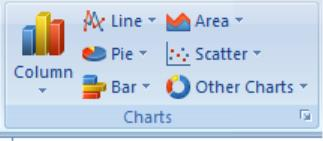 Line Area
Pie Scatter
Column
Bar Other Charts
Charts